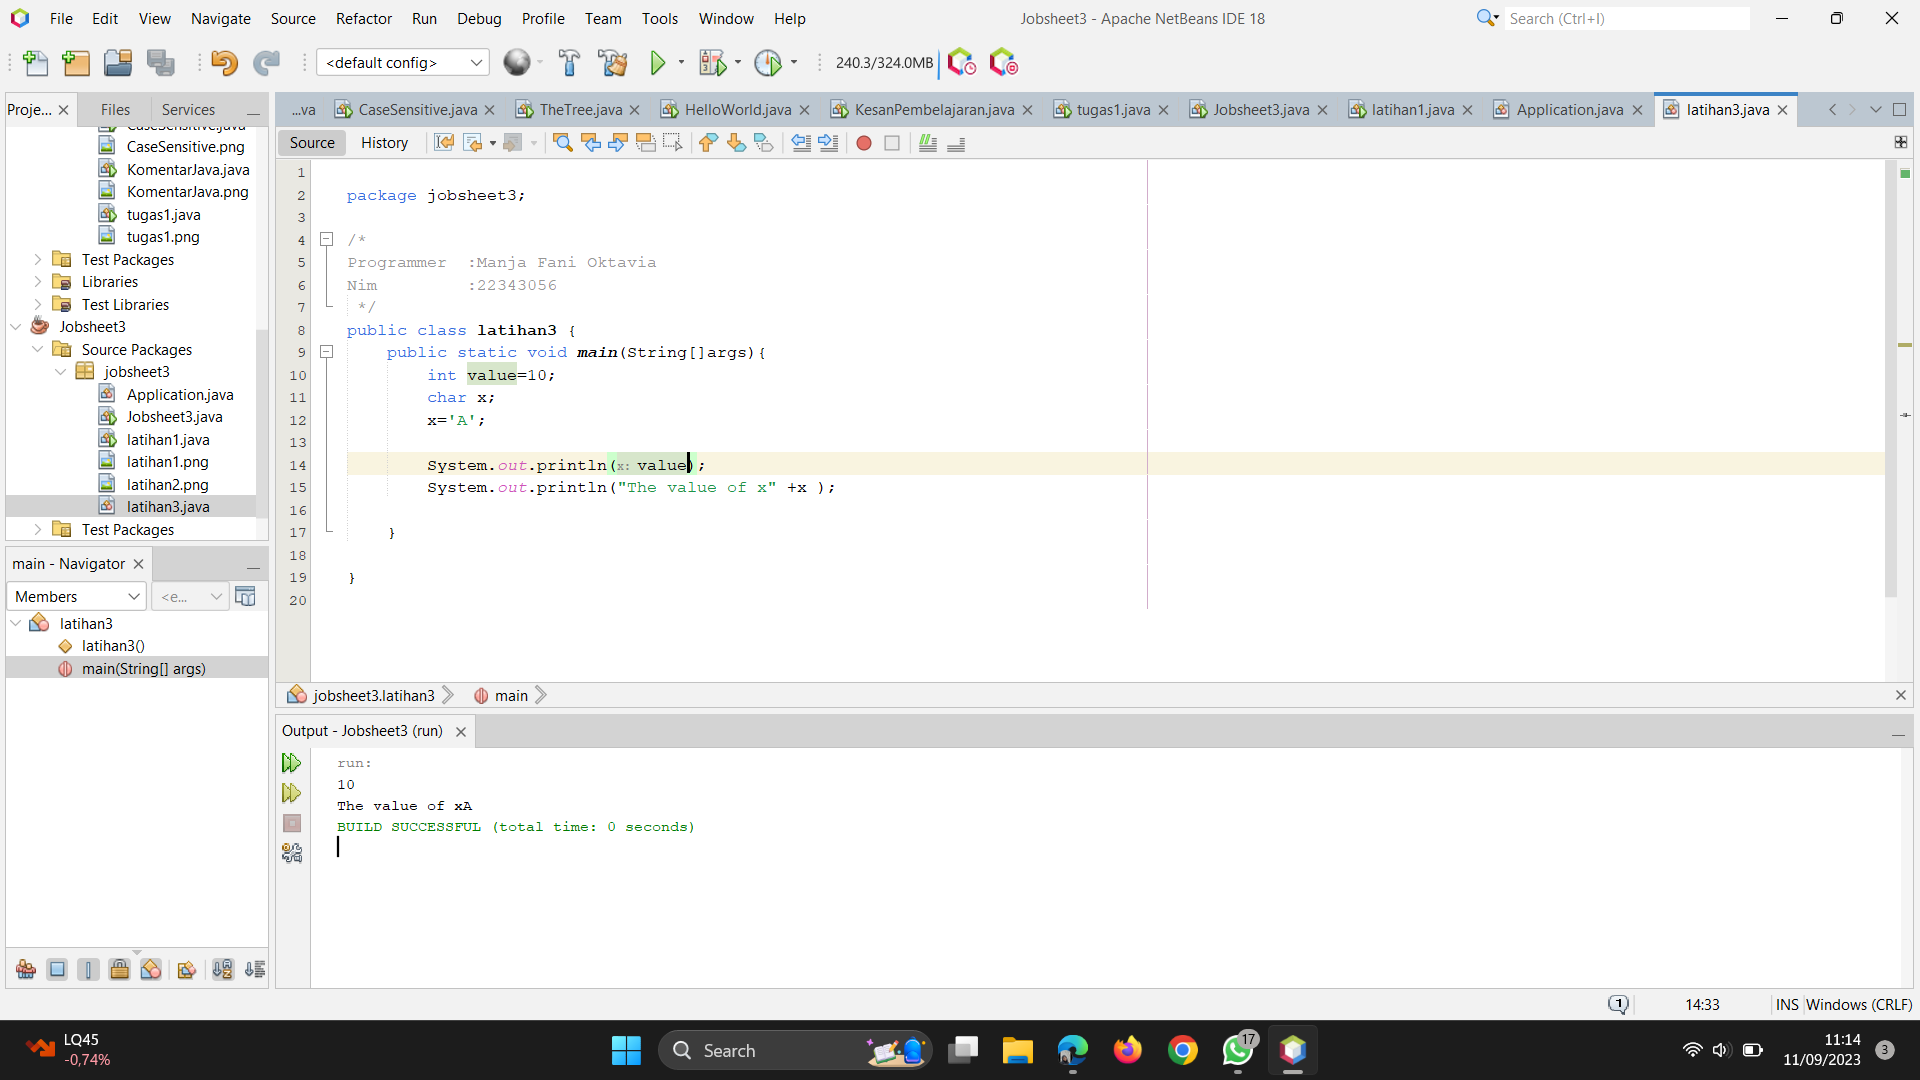 File Edit View Navigate Source Refactor Run Debug Profile Team Tools Window Help
Jobsheet3 - Apache NetBeans IDE 18
Search (Ctrl+I)
<default config>
240.3/324.0MB
Proje... Files Services
...va CaseSensitive.java TheTree.java HelloWorld.java KesanPembelajaran.java tugas1.java Jobsheet3.java latihan1.java Application.java latihan3.java
Source History
CaseSensitive.java
CaseSensitive.png
KomentarJava.java
KomentarJava.png
tugas1.java
tugas1.png
Test Packages
Libraries
Test Libraries
Jobsheet3
Source Packages
jobsheet3
Application.java
Jobsheet3.java
latihan1.java
latihan1.png
latihan2.png
latihan3.java
Test Packages
1
2 package jobsheet3;
3
4 /*
5 Programmer :Manja Fani Oktavia
6 Nim :22343056
7 */
8 public class latihan3 {
9 public static void main(String[]args){
10 int value=10;
11 char x;
12 x='A';
13
14 System.out.println(x: value);
15 System.out.println("The value of x" +x );
16
17 }
18
19 }
20
main - Navigator
Members <e...
latihan3
latihan3()
main(String[] args)
jobsheet3.latihan3 main
Output - Jobsheet3 (run)
run:
10
The value of xA
BUILD SUCCESSFUL (total time: 0 seconds)
1 14:33 INS Windows (CRLF)
LQ45
-0,74%
Search
17
11:14
11/09/2023
3